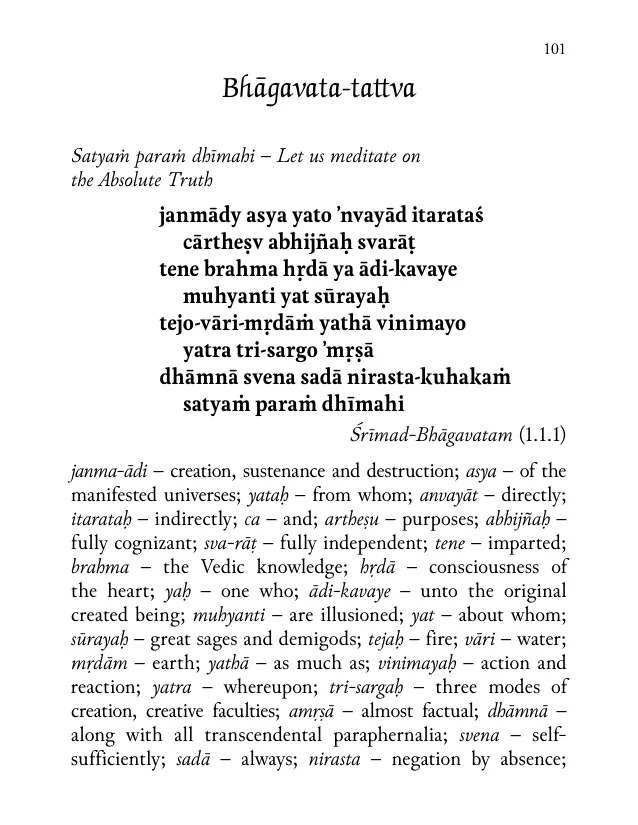 101
Bhāgavata-tattva
Satyaṁ paraṁ dhīmahi – Let us meditate on
the Absolute Truth
janmādy asya yato ’nvayād itarataś
cārtheṣv abhijñaḥ svarāṭ
tene brahma hṛdā ya ādi-kavaye
muhyanti yat sūrayaḥ
tejo-vāri-mṛdāṁ yathā vinimayo
yatra tri-sargo ’mṛṣā
dhāmnā svena sadā nirasta-kuhakaṁ
satyaṁ paraṁ dhīmahi
Śrīmad-Bhāgavatam (1.1.1)
janma-ādi – creation, sustenance and destruction; asya – of the
manifested universes; yataḥ – from whom; anvayāt – directly;
itarataḥ – indirectly; ca – and; artheṣu – purposes; abhijñaḥ –
fully cognizant; sva-rāṭ – fully independent; tene – imparted;
brahma – the Vedic knowledge; hṛdā – consciousness of
the heart; yaḥ – one who; ādi-kavaye – unto the original
created being; muhyanti – are illusioned; yat – about whom;
sūrayaḥ – great sages and demigods; tejaḥ – fire; vāri – water;
mṛdām – earth; yathā – as much as; vinimayaḥ – action and
reaction; yatra – whereupon; tri-sargaḥ – three modes of
creation, creative faculties; amṛṣā – almost factual; dhāmnā –
along with all transcendental paraphernalia; svena – self-
sufficiently; sadā – always; nirasta – negation by absence;